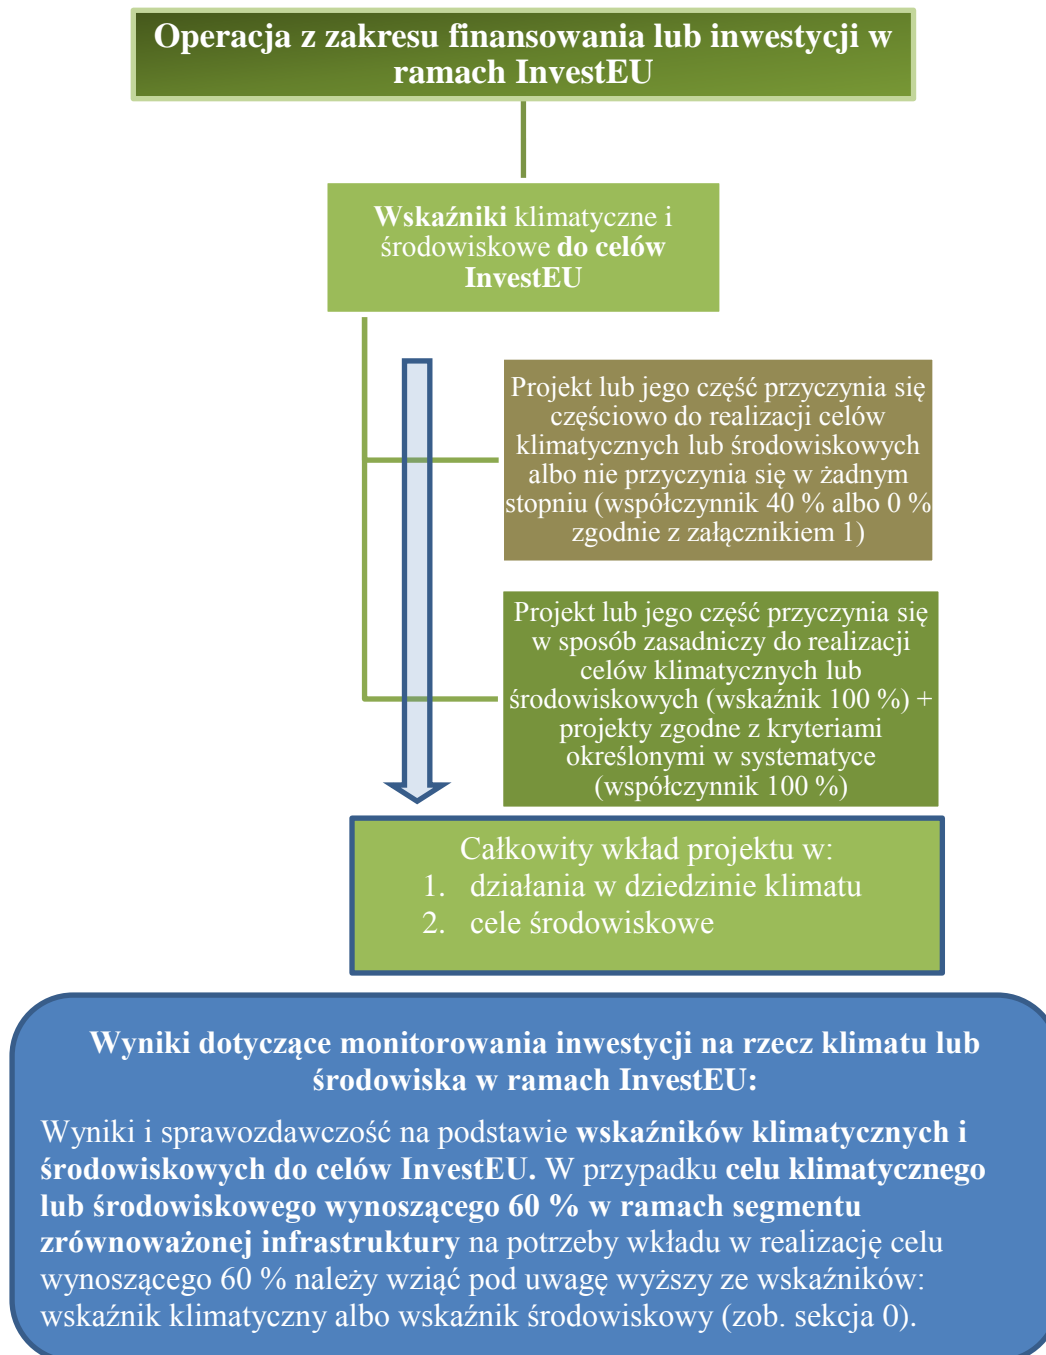 Operacja z zakresu finansowania lub inwestycji w
ramach InvestEU
Wskaźniki klimatyczne i
środowiskowe do celów
InvestEU
Projekt lub jego część przyczynia się
częściowo do realizacji celów
klimatycznych lub środowiskowych
albo nie przyczynia się w żadnym
stopniu (współczynnik 40 % albo 0 %
zgodnie z załącznikiem 1)
Projekt lub jego część przyczynia się
w sposób zasadniczy do realizacji
celów klimatycznych lub
środowiskowych (wskaźnik 100 %) +
projekty zgodne z kryteriami
określonymi w systematyce
(współczynnik 100 %)
Całkowity wkład projektu w:
1. działania w dziedzinie klimatu
2. cele środowiskowe
Wyniki dotyczące monitorowania inwestycji na rzecz klimatu lub
środowiska w ramach InvestEU:
Wyniki i sprawozdawczość na podstawie wskaźników klimatycznych i
środowiskowych do celów InvestEU. W przypadku celu klimatycznego
lub środowiskowego wynoszącego 60 % w ramach segmentu
zrównoważonej infrastruktury na potrzeby wkładu w realizację celu
wynoszącego 60 % należy wziąć pod uwagę wyższy ze wskaźników:
wskaźnik klimatyczny albo wskaźnik środowiskowy (zob. sekcja 0).